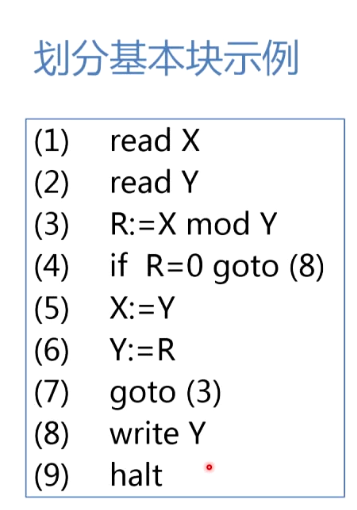 划分基本块示例
(1) read X
(2) read Y
(3) R:=X mod Y
(4) if R=0 goto (8)
(5) X:=Y
(6) Y:=R
(7) goto (3)
(8) write Y
(9) halt